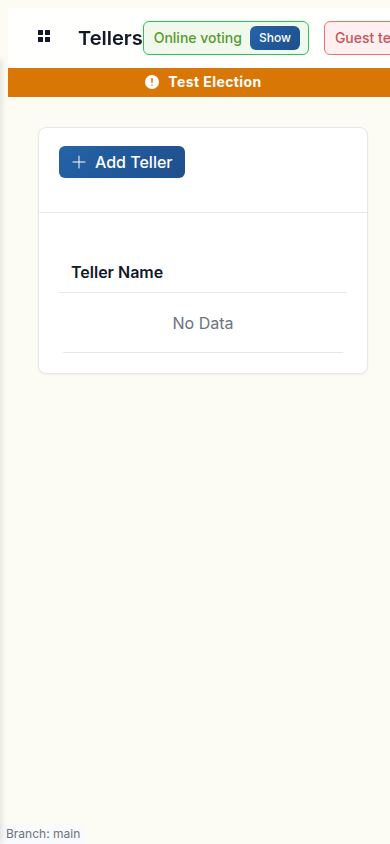 Tellers
Online voting Show
Guest te
Test Election
Add Teller
Teller Name
No Data
Branch: main